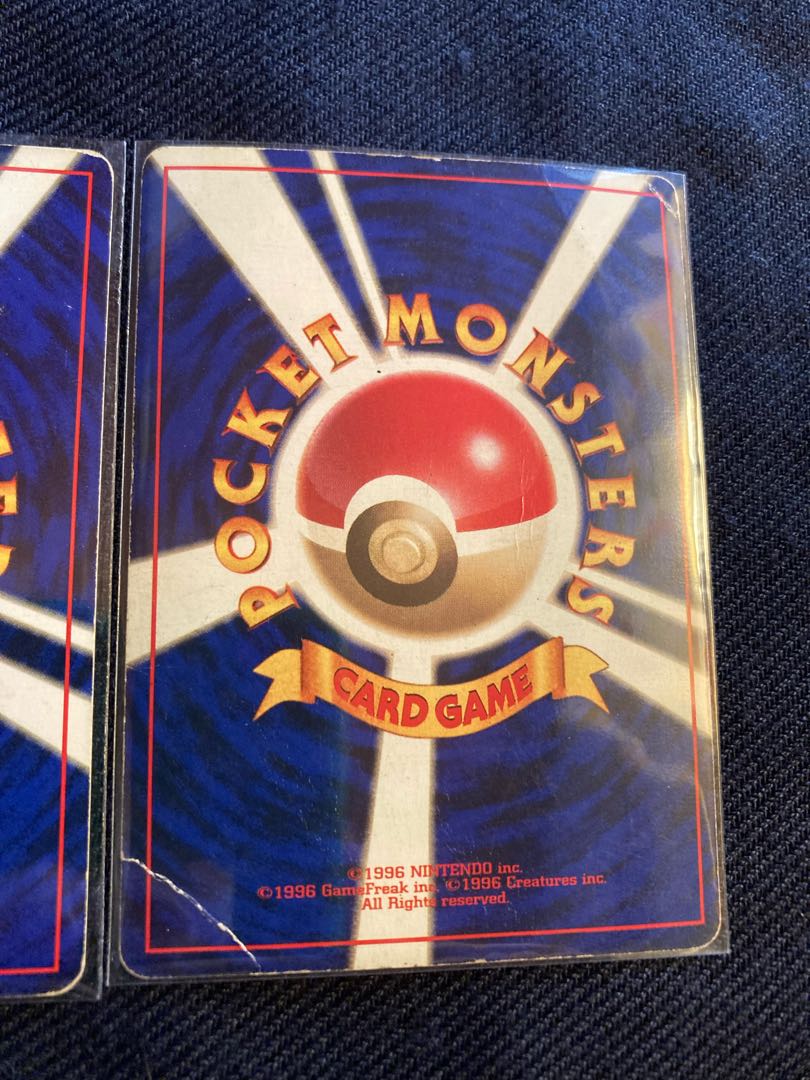 POCKET MONSTERS
CARD GAME
©1996 NINTENDO inc.
©1996 GameFreak inc. ©1996 Creatures inc.
All Rights reserved.